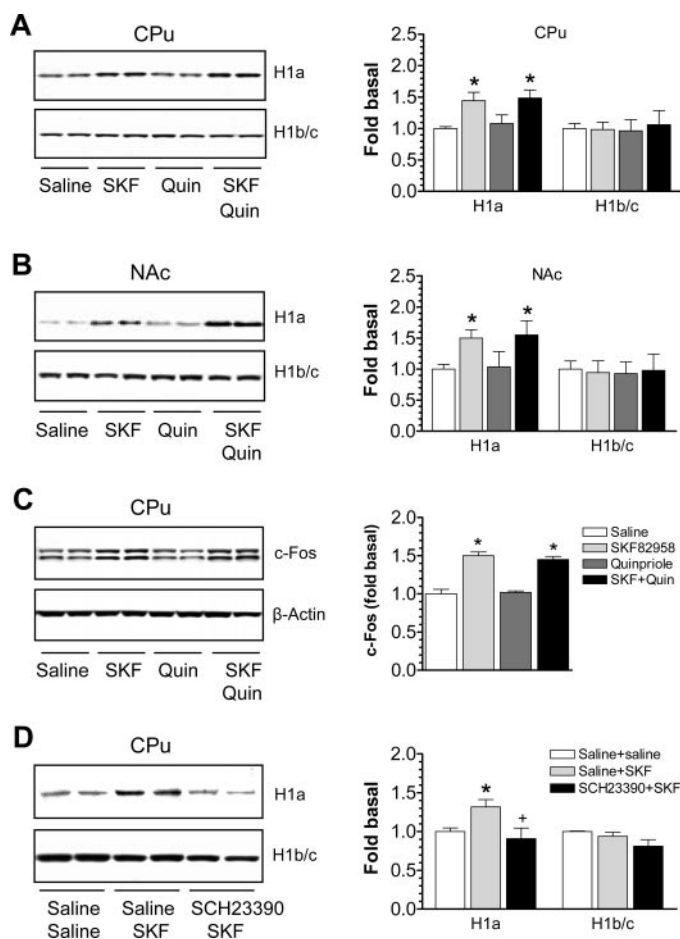 A
CPu
H1a
H1b/c
Saline SKF Quin SKF
Quin
CPu
Fold basal
2.5
2.0
1.5
1.0
0.5
0.0
* *
H1a H1b/c
B
NAc
H1a
H1b/c
Saline SKF Quin SKF
Quin
NAc
Fold basal
2.5
2.0
1.5
1.0
0.5
0.0
* *
H1a H1b/c
C
CPu
c-Fos
β-Actin
Saline SKF Quin SKF
Quin
c-Fos (fold basal)
2.0
1.5
1.0
0.5
0.0
* *
Saline
SKF82958
Quinpriole
SKF+Quin
D
CPu
H1a
H1b/c
Saline Saline SCH23390
Saline SKF SKF
Fold basal
2.0
1.5
1.0
0.5
0.0
* +
Saline+saline
Saline+SKF
SCH23390+SKF
H1a H1b/c